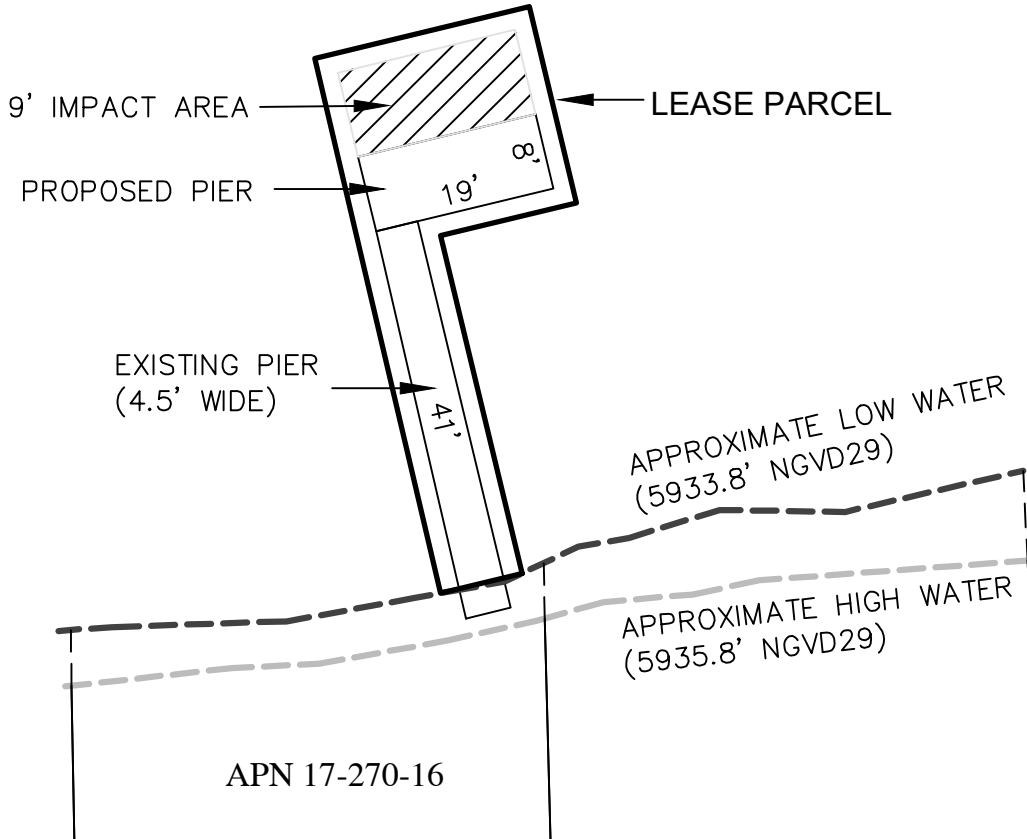 9' IMPACT AREA
LEASE PARCEL
8'
PROPOSED PIER
19'
EXISTING PIER
(4.5' WIDE)
41'
APPROXIMATE LOW WATER
(5933.8' NGVD29)
APPROXIMATE HIGH WATER
(5935.8' NGVD29)
APN 17-270-16